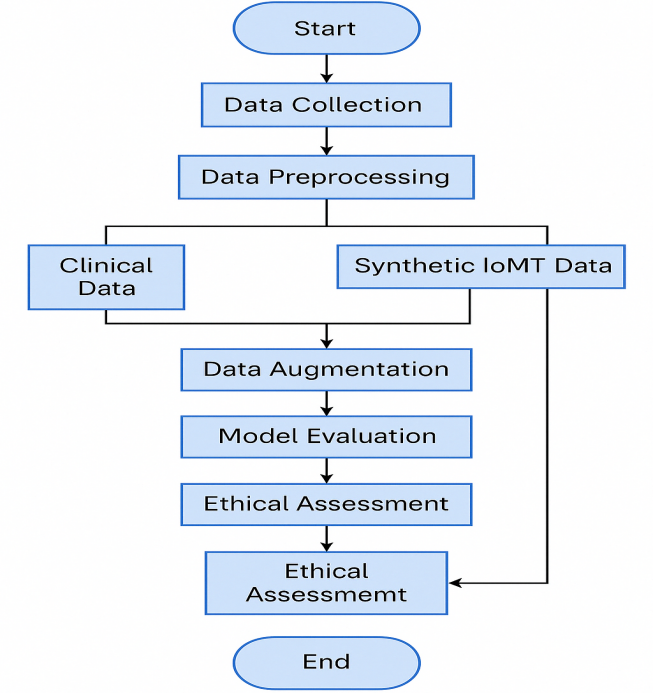 Start
Data Collection
Data Preprocessing
Clinical
Data
Synthetic IoMT Data
Data Augmentation
Model Evaluation
Ethical Assessment
Ethical
Assessmemt
End